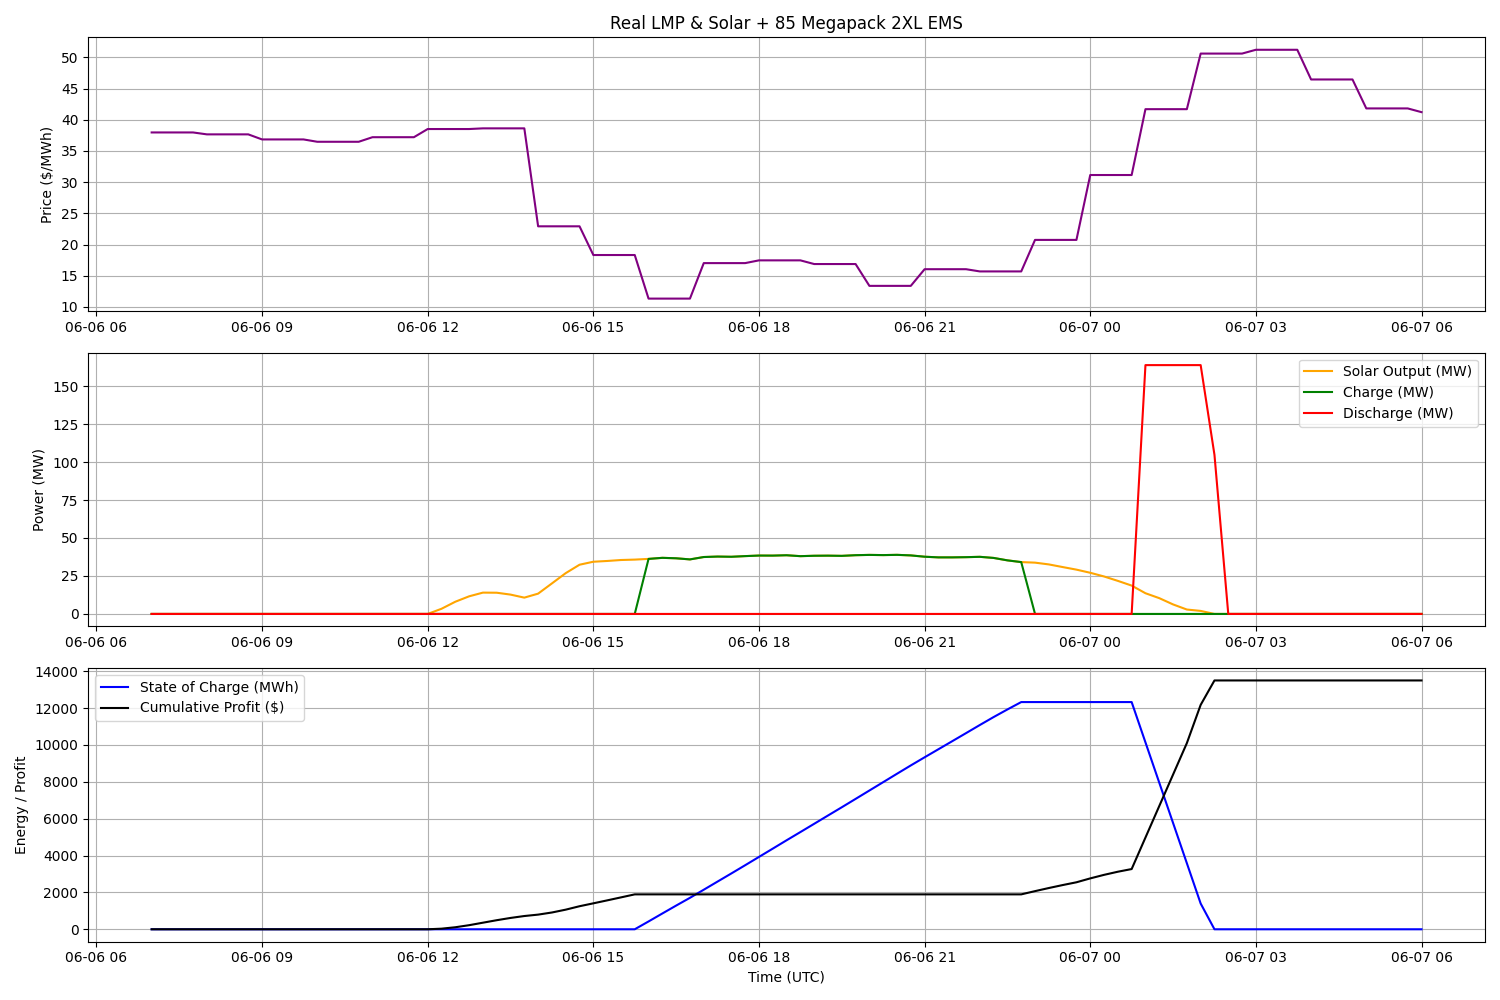 Real LMP & Solar + 85 Megapack 2XL EMS
Price ($/MWh)
50
45
40
35
30
25
20
15
10
06-06 06 06-06 09 06-06 12 06-06 15 06-06 18 06-06 21 06-07 00 06-07 03 06-07 06
Power (MW)
150
125
100
75
50
25
0
Solar Output (MW)
Charge (MW)
Discharge (MW)
06-06 06 06-06 09 06-06 12 06-06 15 06-06 18 06-06 21 06-07 00 06-07 03 06-07 06
Energy / Profit
14000
12000
10000
8000
6000
4000
2000
0
State of Charge (MWh)
Cumulative Profit ($)
06-06 06 06-06 09 06-06 12 06-06 15 06-06 18 06-06 21 06-07 00 06-07 03 06-07 06
Time (UTC)